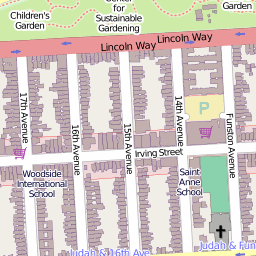 Children's
Garden
Center
for
Sustainable
Gardening
Garden
Lincoln Way
Lincoln Way
17th Avenue
16th Avenue
15th Avenue
14th Avenue
Funston Avenue
P
Irving Street
Woodside
International
School
Saint
Anne
School
Judah & 16th Ave
Judah & Fun